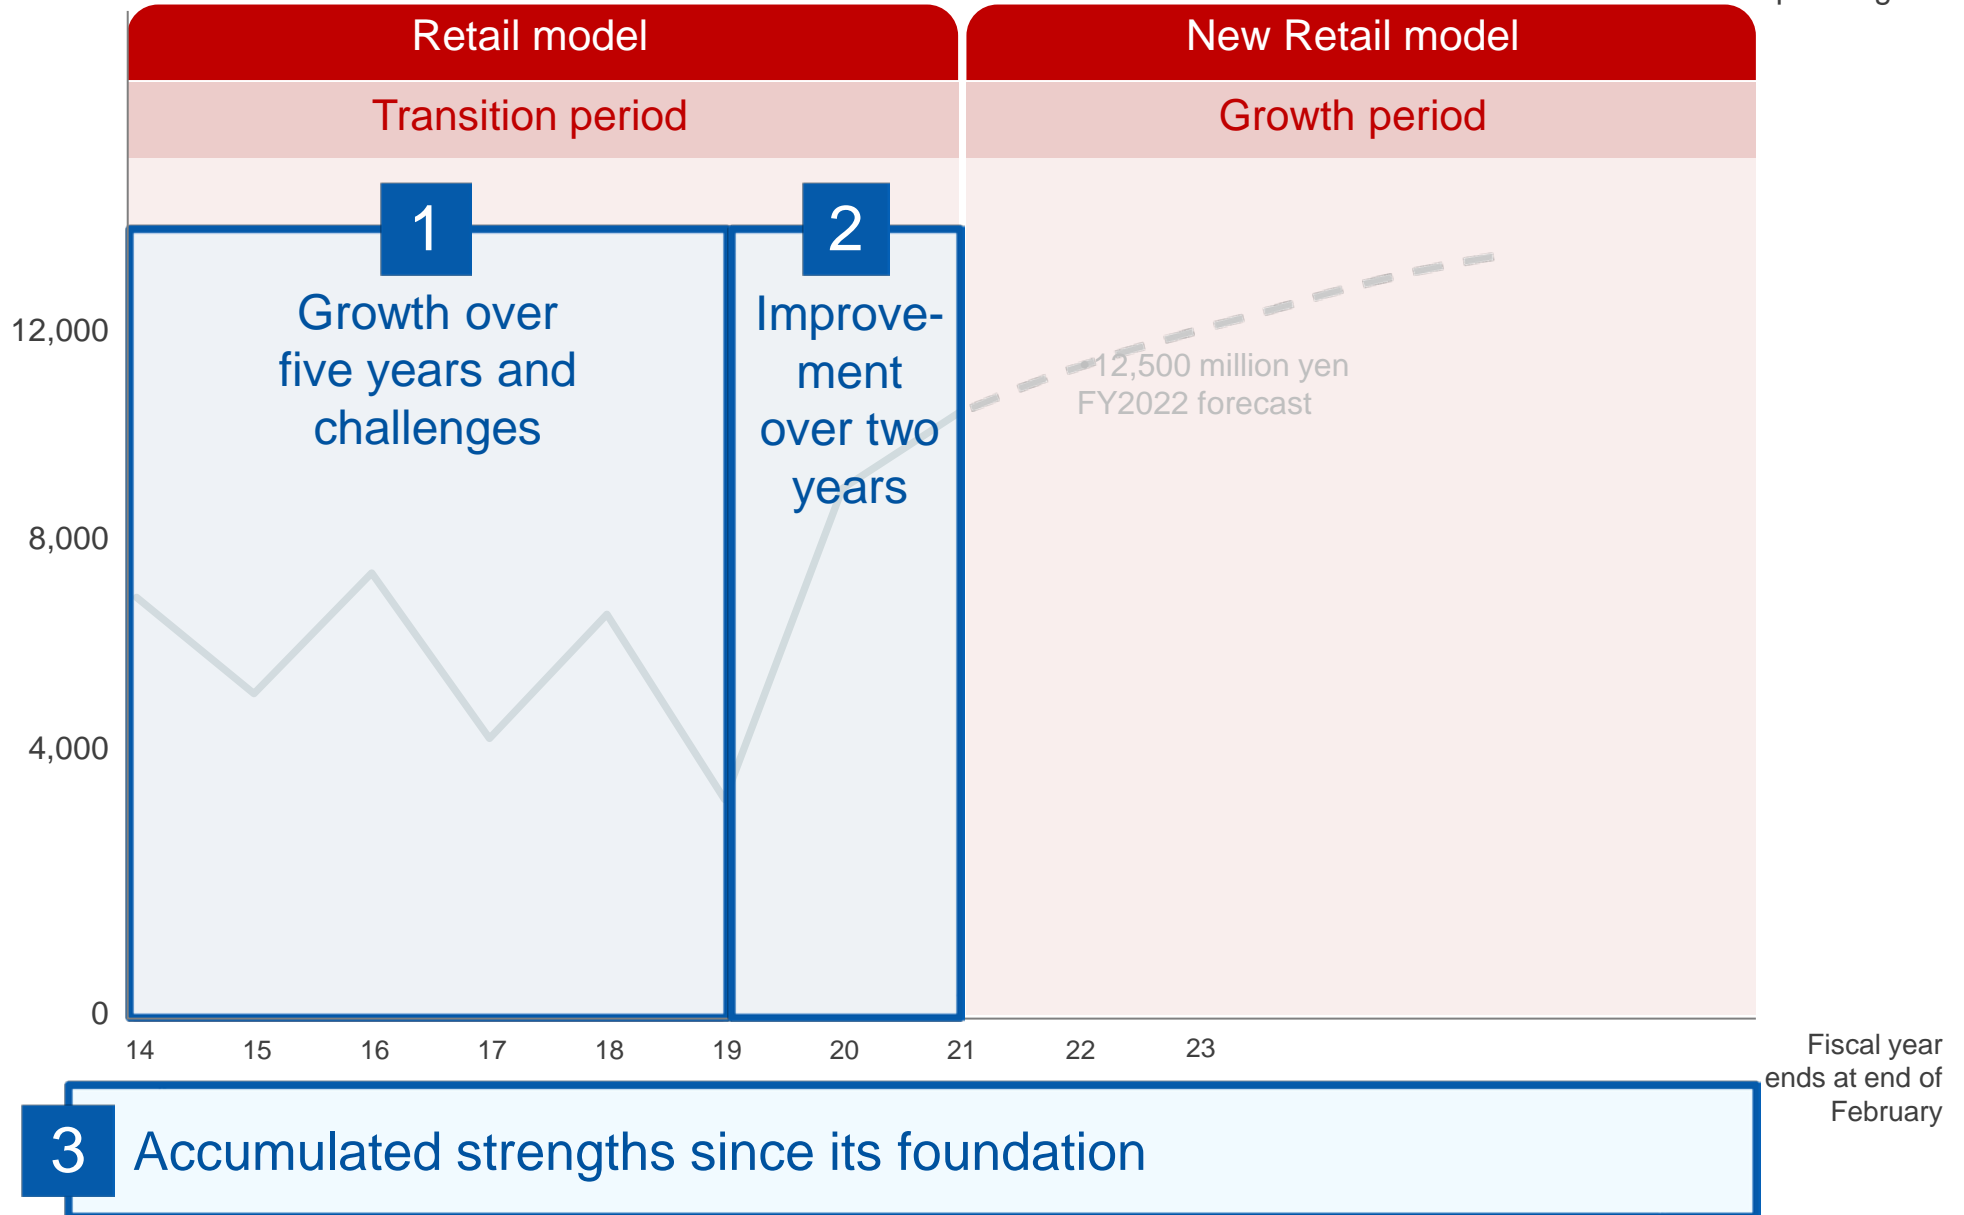 Retail model
New Retail model
Transition period
Growth period
1
2
Growth over
five years and
challenges
Improve-
ment
over two
years
12,000
8,000
4,000
0
•12,500 million yen
FY2022 forecast
14 15 16 17 18 19 20 21 22 23
Fiscal year
ends at end of
February
3
Accumulated strengths since its foundation